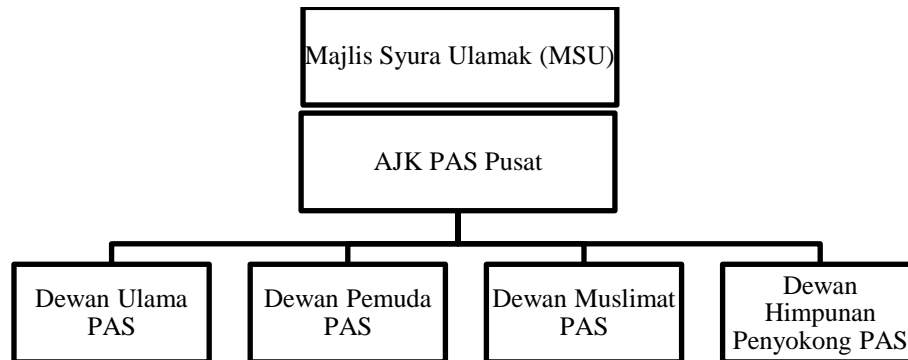 Majlis Syura Ulamak (MSU)
AJK PAS Pusat
Dewan Ulama
PAS
Dewan Pemuda
PAS
Dewan Muslimat
PAS
Dewan
Himpunan
Penyokong PAS